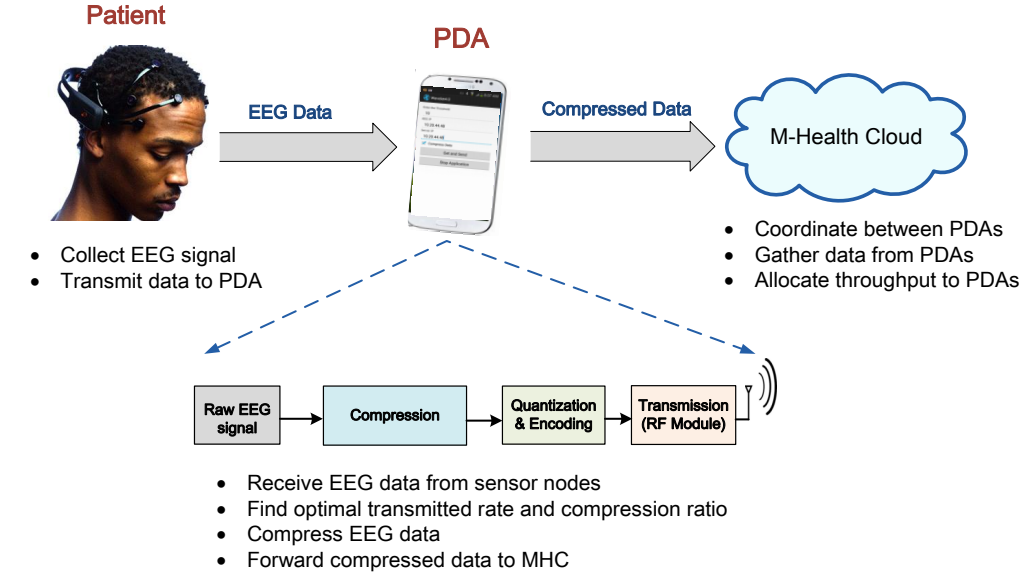 Patient
PDA
EEG Data
Compressed Data
M-Health Cloud
• Collect EEG signal
• Transmit data to PDA
• Coordinate between PDAs
• Gather data from PDAs
• Allocate throughput to PDAs
Raw EEG
signal
Compression
Quantization
& Encoding
Transmission
(RF Module)
• Receive EEG data from sensor nodes
• Find optimal transmitted rate and compression ratio
• Compress EEG data
• Forward compressed data to MHC